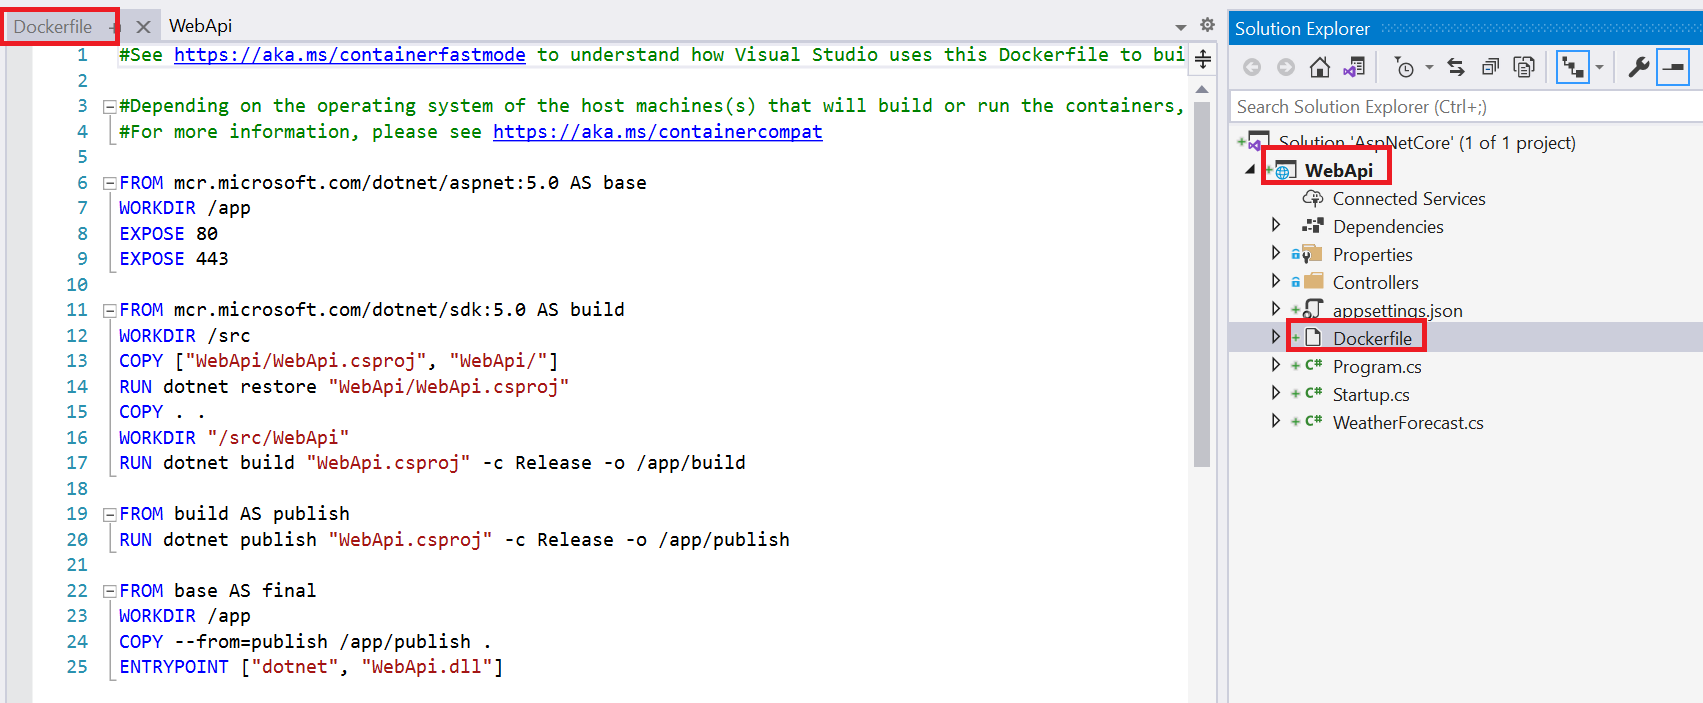 Dockerfile
WebApi
1 #See https://aka.ms/containerfastmode to understand how Visual Studio uses this Dockerfile to bui
2
3 #Depending on the operating system of the host machines(s) that will build or run the containers,
4 #For more information, please see https://aka.ms/containercompat
5
6 FROM mcr.microsoft.com/dotnet/aspnet:5.0 AS base
7 WORKDIR /app
8 EXPOSE 80
9 EXPOSE 443
10
11 FROM mcr.microsoft.com/dotnet/sdk:5.0 AS build
12 WORKDIR /src
13 COPY ["WebApi/WebApi.csproj", "WebApi/"]
14 RUN dotnet restore "WebApi/WebApi.csproj"
15 COPY . .
16 WORKDIR "/src/WebApi"
17 RUN dotnet build "WebApi.csproj" -c Release -o /app/build
18
19 FROM build AS publish
20 RUN dotnet publish "WebApi.csproj" -c Release -o /app/publish
21
22 FROM base AS final
23 WORKDIR /app
24 COPY --from=publish /app/publish .
25 ENTRYPOINT ["dotnet", "WebApi.dll"]
Solution Explorer
Search Solution Explorer (Ctrl+;)
Solution 'AspNetCore' (1 of 1 project)
WebApi
Connected Services
Dependencies
Properties
Controllers
appsettings.json
Dockerfile
C# Program.cs
C# Startup.cs
C# WeatherForecast.cs